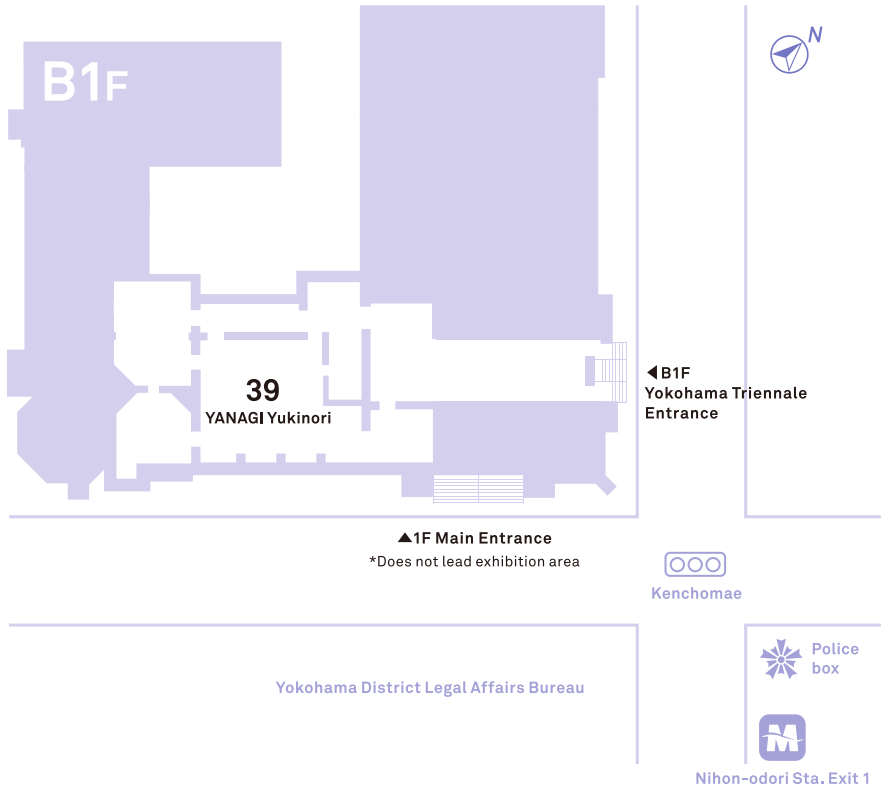 N
B1F
39
YANAGI Yukinori
◀B1F
Yokohama Triennale
Entrance
▲1F Main Entrance
*Does not lead exhibition area
Kenchomae
Police
box
Yokohama District Legal Affairs Bureau
M
Nihon-odori Sta. Exit 1